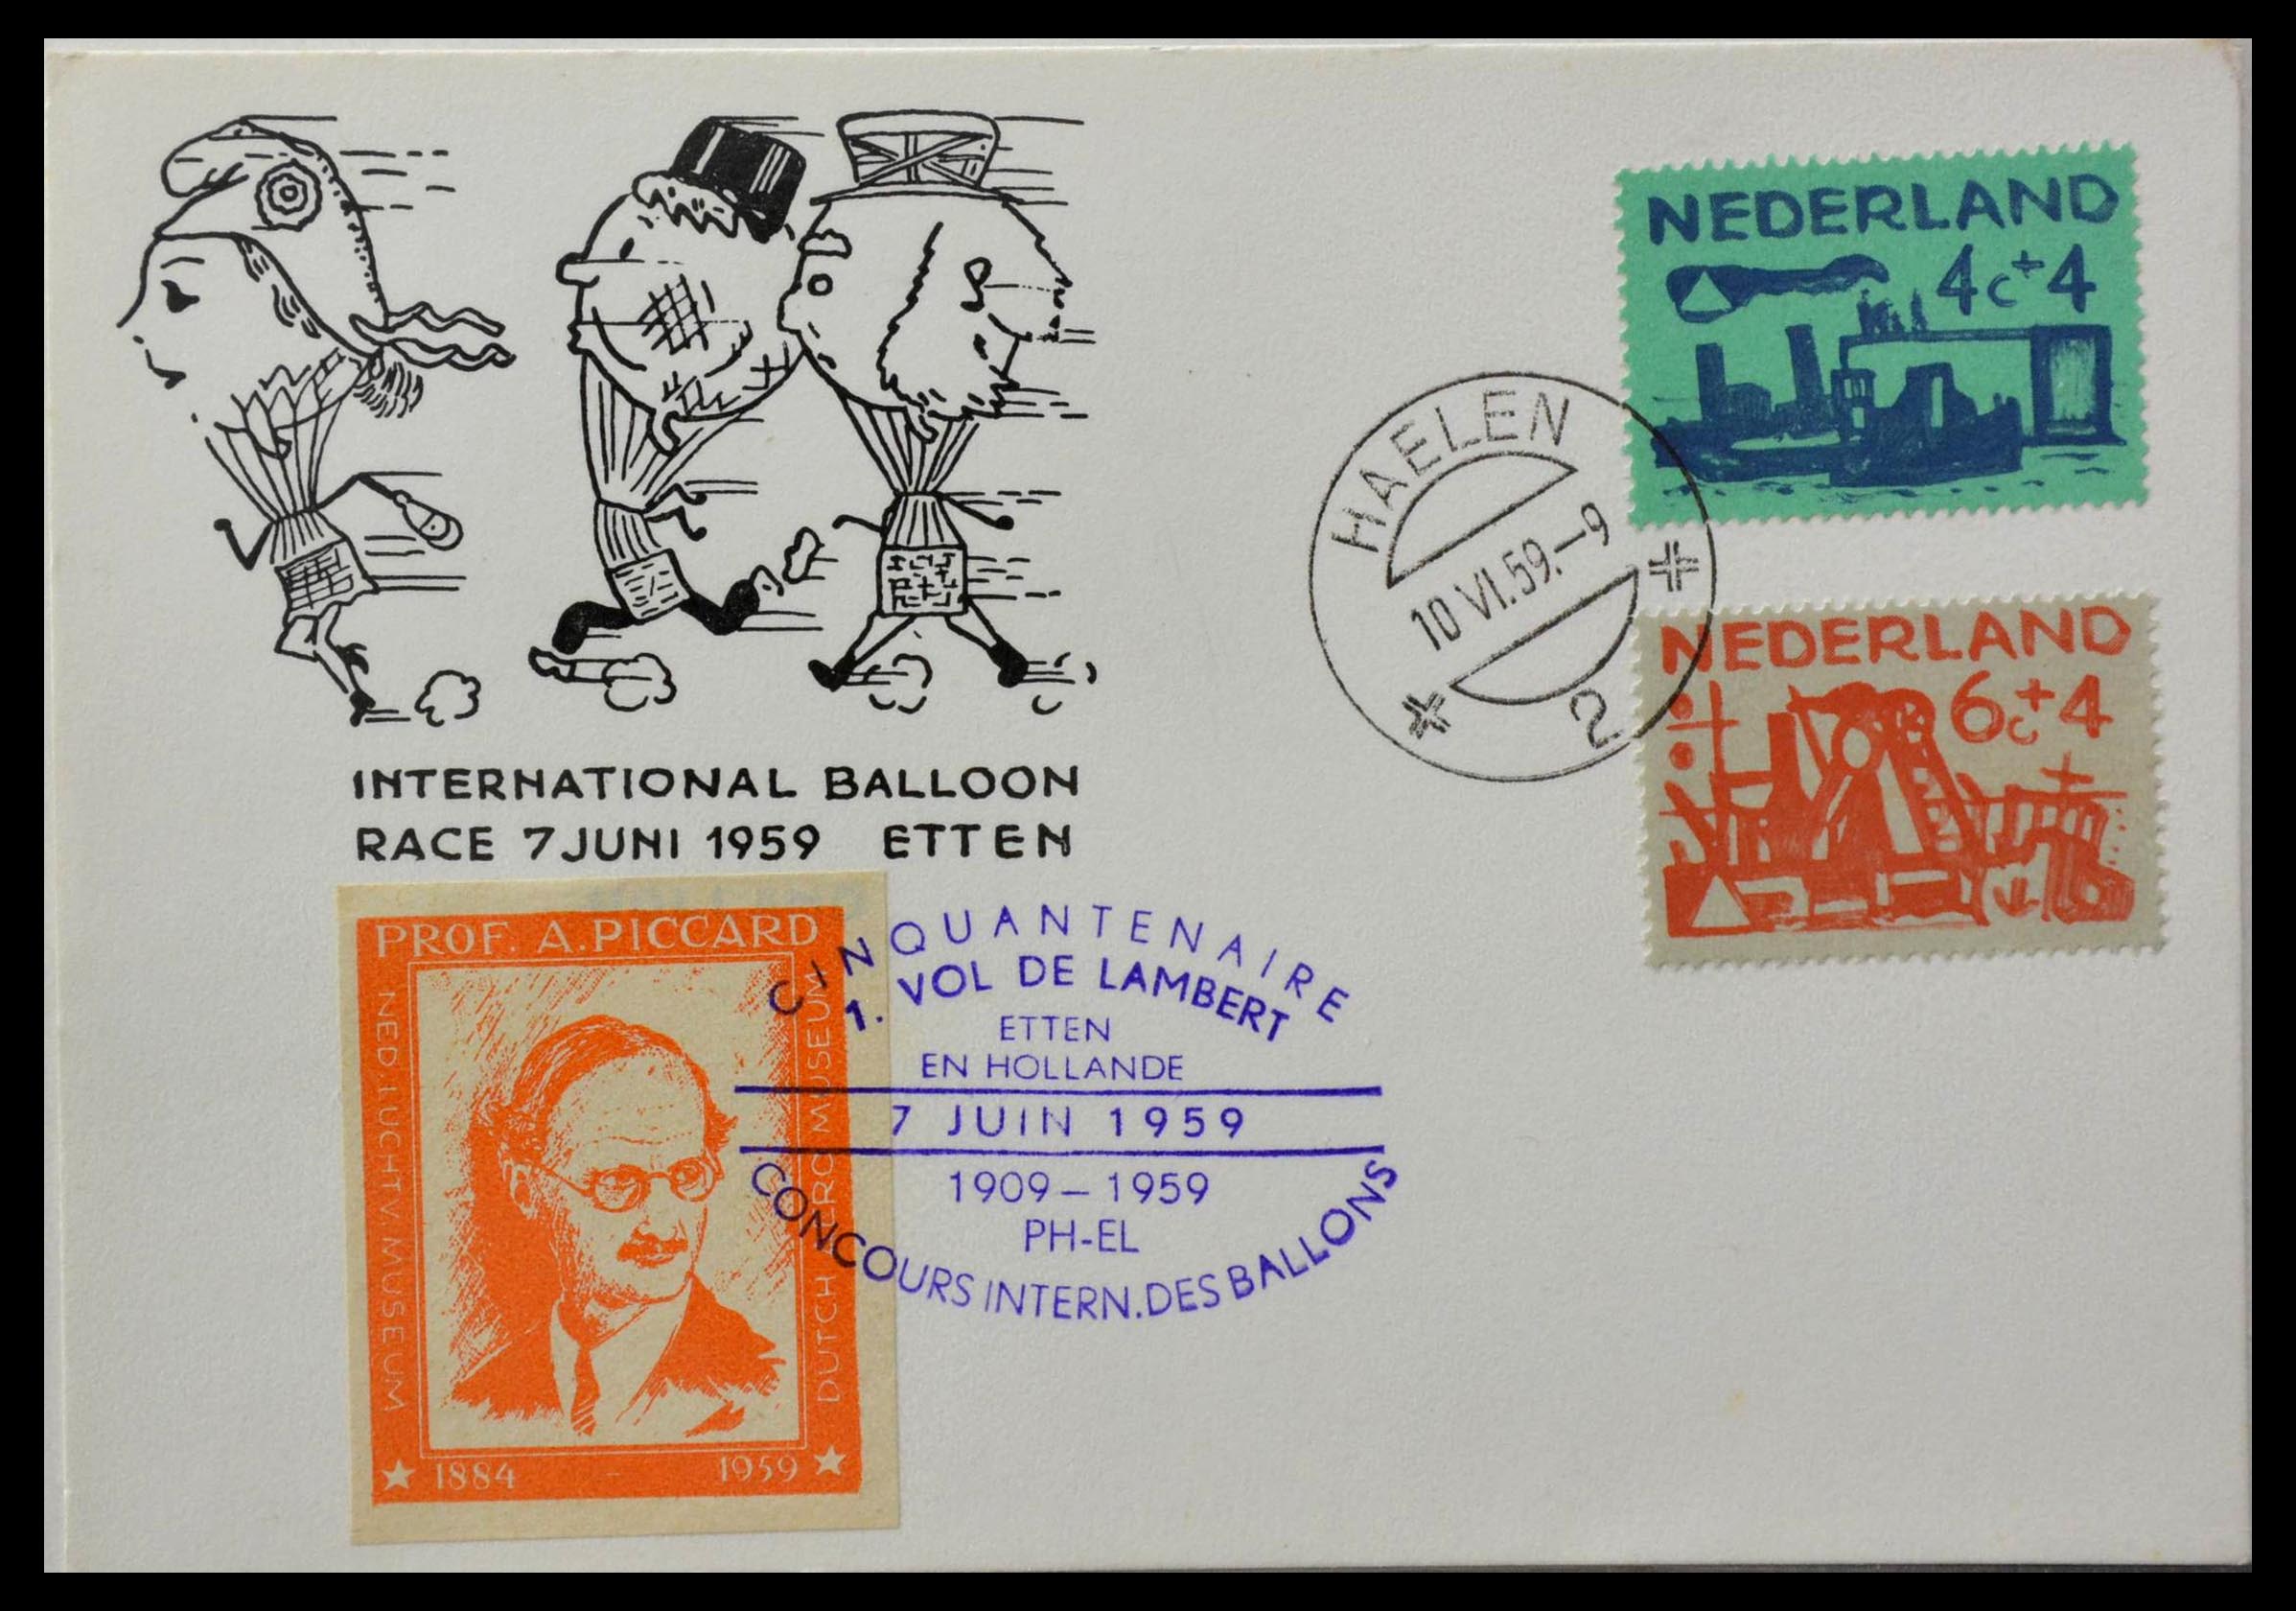 INTERNATIONAL BALLOON
RACE 7 JUNI 1959 ETTEN
NEDERLAND
4c+4
HAELEN
10 VI.59.–9
2
NEDERLAND
6c+4
PROF. A. PICCARD
NED. LUCHTV. MUSEUM
DUTCH AERO MUSEUM
1884 - 1959
CINQUANTENAIRE
1. VOL DE LAMBERT
ETTEN
EN HOLLANDE
7 JUIN 1959
1909 – 1959
PH-EL
CONCOURS INTERN. DES BALLONS